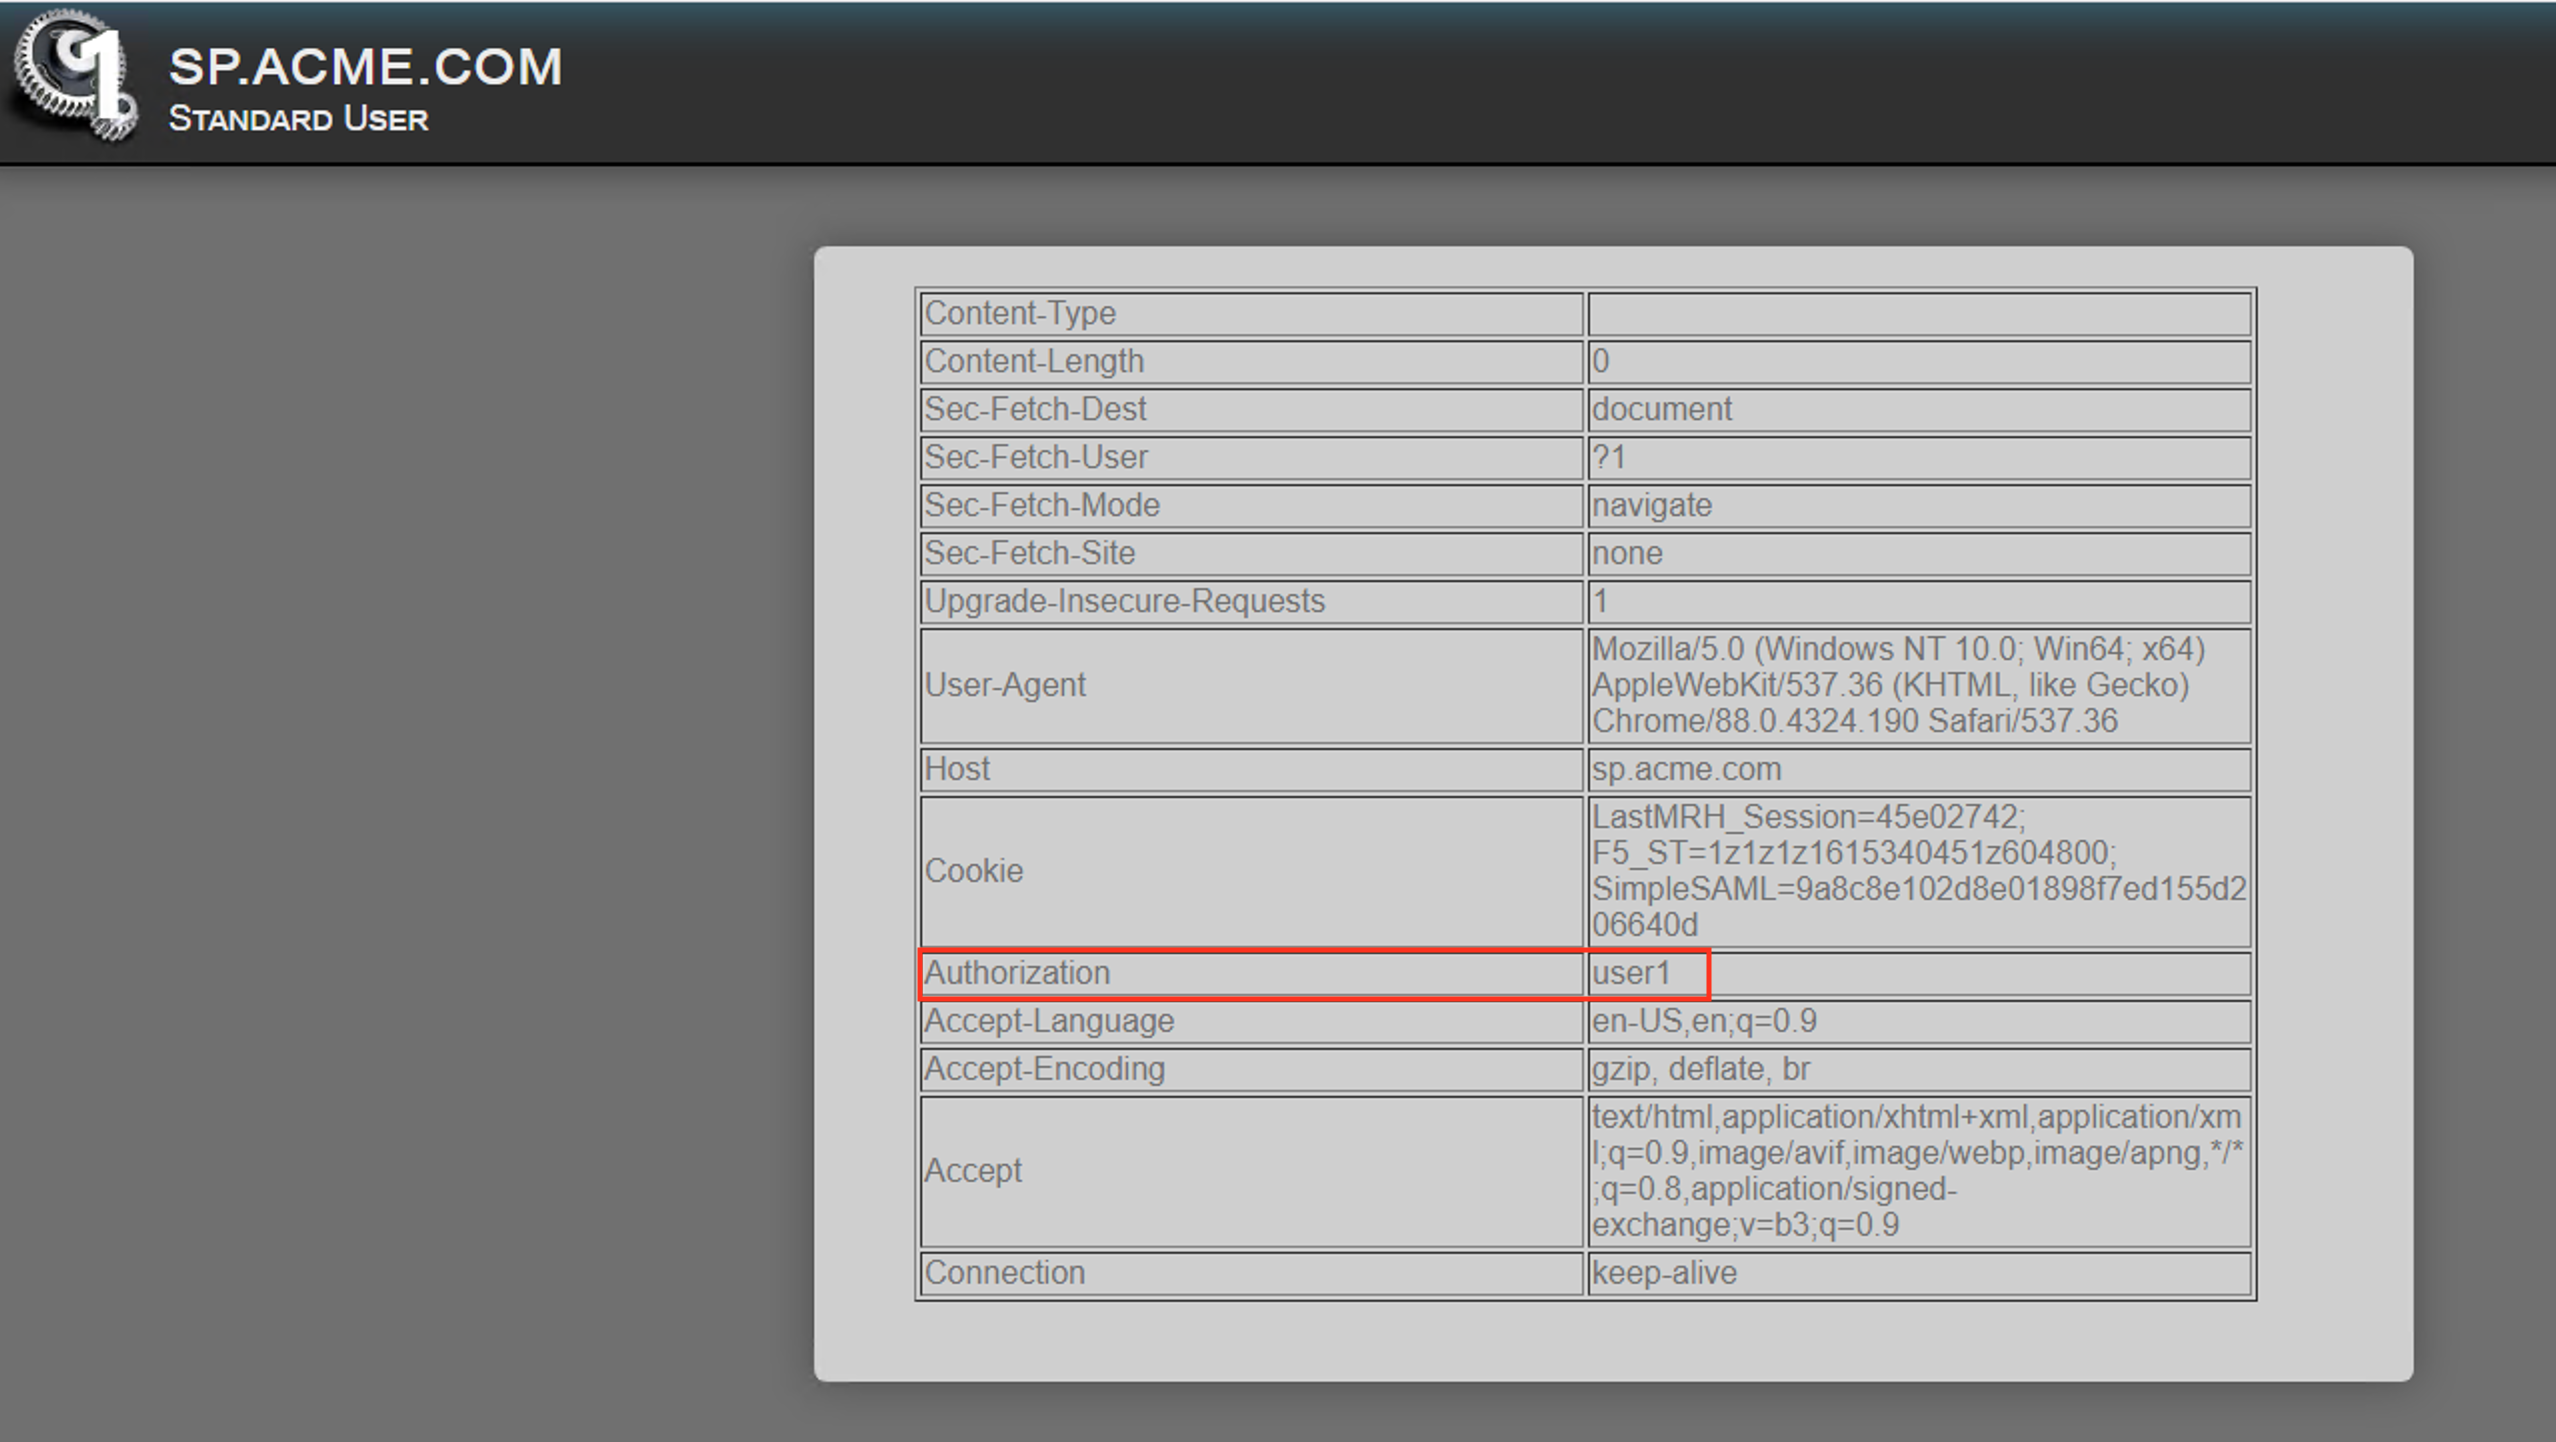 SP.ACME.COM
STANDARD USER
Content-Type
Content-Length 0
Sec-Fetch-Dest document
Sec-Fetch-User ?1
Sec-Fetch-Mode navigate
Sec-Fetch-Site none
Upgrade-Insecure-Requests 1
User-Agent
Mozilla/5.0 (Windows NT 10.0; Win64; x64)
AppleWebKit/537.36 (KHTML, like Gecko)
Chrome/88.0.4324.190 Safari/537.36
Host sp.acme.com
Cookie
LastMRH_Session=45e02742;
F5_ST=1z1z1z1615340451z604800;
SimpleSAML=9a8c8e102d8e01898f7ed155d2
06640d
Authorization user1
Accept-Language en-US,en;q=0.9
Accept-Encoding gzip, deflate, br
Accept
text/html,application/xhtml+xml,application/xm
l;q=0.9,image/avif,image/webp,image/apng,*/*
;q=0.8,application/signed-
exchange;v=b3;q=0.9
Connection keep-alive